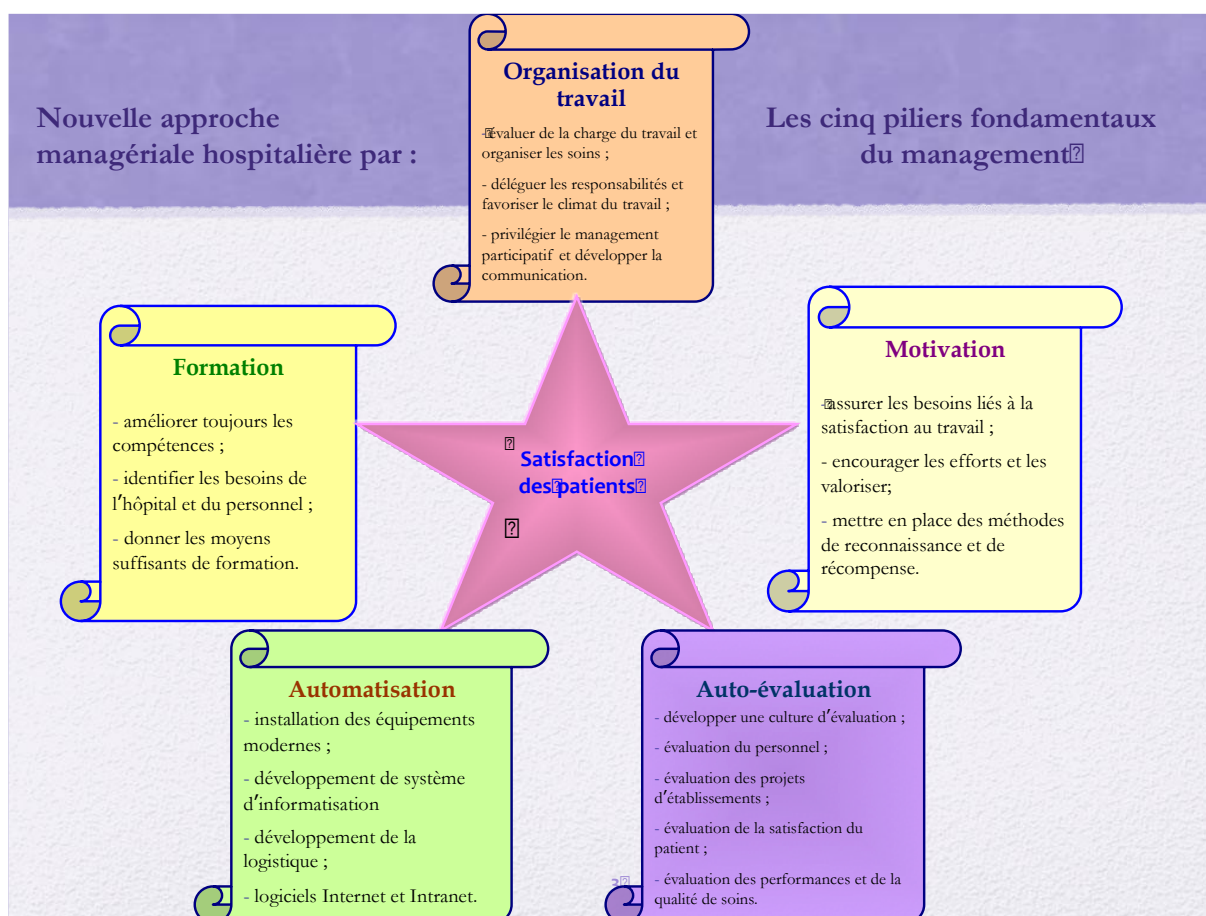 Nouvelle approche
managériale hospitalière par :
Les cinq piliers fondamentaux
du management
Organisation du
travail
-évaluer de la charge du travail et
organiser les soins ;
- déléguer les responsabilités et
favoriser le climat du travail ;
- privilégier le management
participatif et développer la
communication.
Formation
- améliorer toujours les
compétences ;
- identifier les besoins de
l'hôpital et du personnel ;
- donner les moyens
suffisants de formation.
Satisfaction
des patients
Motivation
-assurer les besoins liés à la
satisfaction au travail ;
- encourager les efforts et les
valoriser;
- mettre en place des méthodes
de reconnaissance et de
récompense.
Automatisation
- installation des équipements
modernes ;
- développement de système
d'informatisation
- développement de la
logistique ;
- logiciels Internet et Intranet.
Auto-évaluation
- développer une culture d'évaluation ;
- évaluation du personnel ;
- évaluation des projets
d'établissements ;
- évaluation de la satisfaction du
patient ;
- évaluation des performances et de la
qualité de soins.